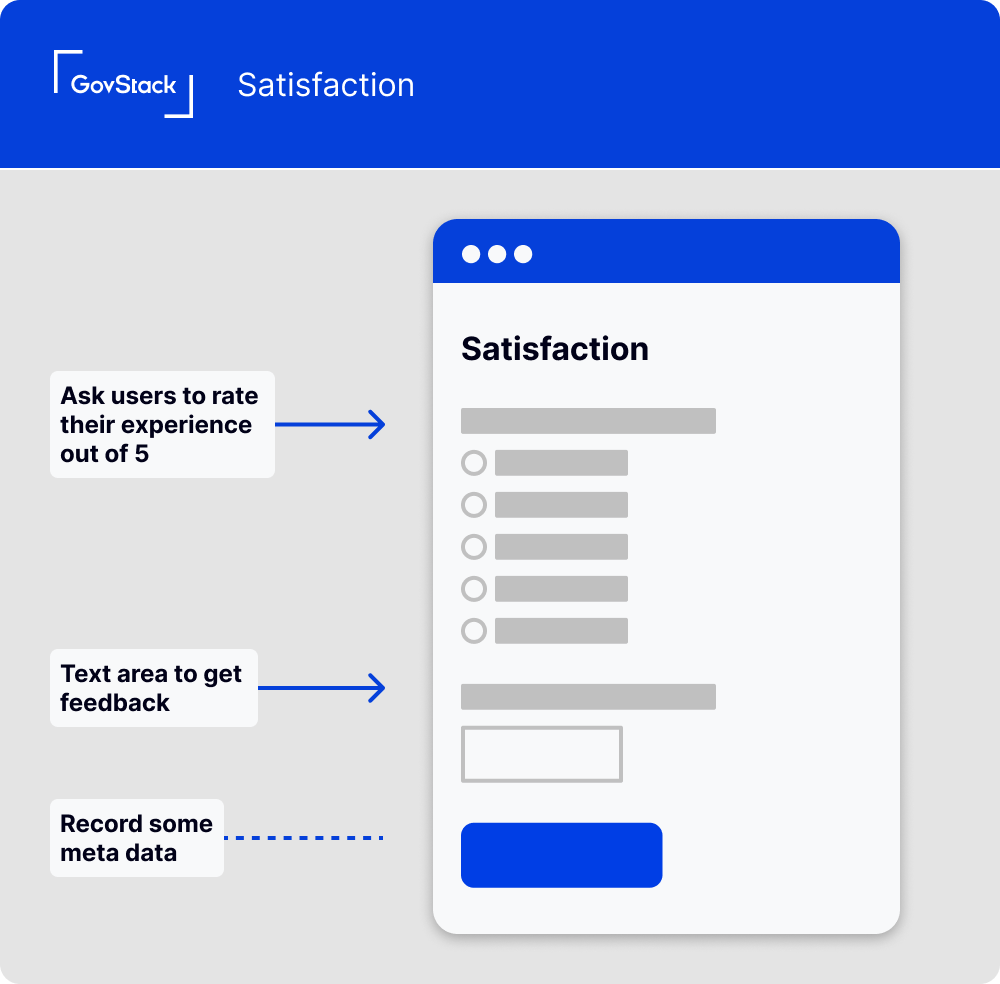 GovStack
Satisfaction
Satisfaction
Ask users to rate
their experience
out of 5
Text area to get
feedback
Record some
meta data